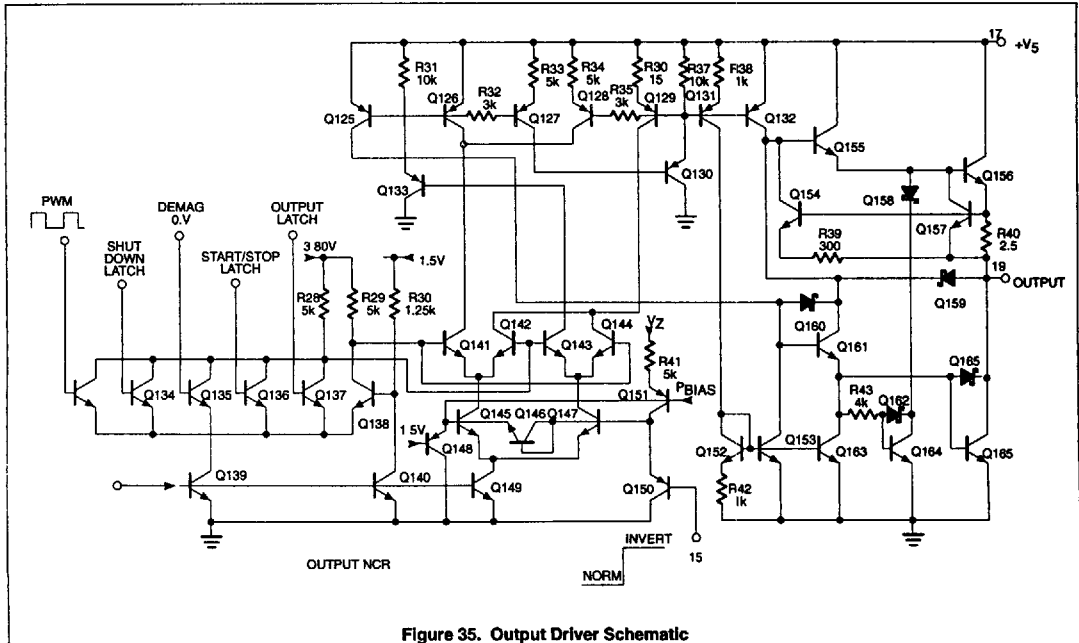 17
+V5
R31
10k
R33
5k
R34
5k
R30
15
R37
10k
R38
1k
Q126
R32
3k
Q128
R35
3k
Q129
Q131
Q125
Q127
Q132
Q155
Q133
Q130
Q154
Q158
Q156
Q157
PWM
DEMAG
0.V
OUTPUT
LATCH
SHUT
DOWN
LATCH
START/STOP
LATCH
3 80V
1.5V
R39
300
R40
2.5
19
OUTPUT
Q159
R28
5k
R29
5k
R30
1.25k
Q160
Q142
Q144
VZ
Q141
Q143
R41
5k
Q161
Q165
PBIAS
Q151
R43
4k
Q162
Q134
Q135
Q136
Q137
Q138
Q145
Q146
Q147
1 5V
Q148
Q152
Q153
Q163
Q164
Q165
Q139
Q140
Q149
Q150
R42
1k
OUTPUT NCR
INVERT
NORM
15
Figure 35. Output Driver Schematic